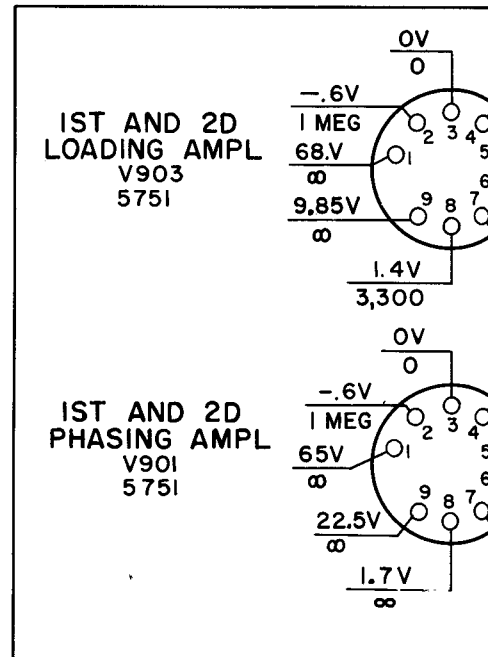 1ST AND 2D
LOADING AMPL
V903
5751
0V
0
-.6V
1 MEG
68.V
∞
9.85V
∞
1.4V
3,300
1
2
3
4
5
6
7
8
9
1ST AND 2D
PHASING AMPL
V901
5751
0V
0
-.6V
1 MEG
65V
∞
22.5V
∞
1.7V
∞
1
2
3
4
5
6
7
8
9